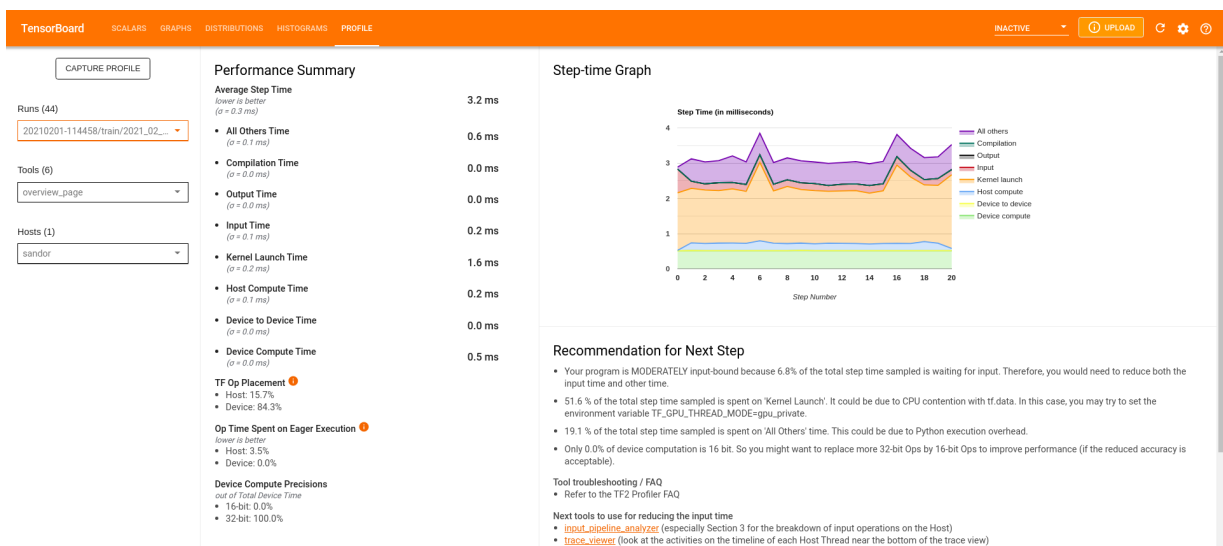 TensorBoard SCALARS GRAPHS DISTRIBUTIONS HISTOGRAMS PROFILE INACTIVE UPLOAD
CAPTURE PROFILE
Runs (44)
20210201-114458/train/2021_02_...
Tools (6)
overview_page
Hosts (1)
sandor
Performance Summary
Average Step Time
lower is better
(σ = 0.3 ms)
3.2 ms
• All Others Time
(σ = 0.1 ms)
0.6 ms
• Compilation Time
(σ = 0.0 ms)
0.0 ms
• Output Time
(σ = 0.0 ms)
0.0 ms
• Input Time
(σ = 0.1 ms)
0.2 ms
• Kernel Launch Time
(σ = 0.2 ms)
1.6 ms
• Host Compute Time
(σ = 0.1 ms)
0.2 ms
• Device to Device Time
(σ = 0.0 ms)
0.0 ms
• Device Compute Time
(σ = 0.0 ms)
0.5 ms
TF Op Placement
• Host: 15.7%
• Device: 84.3%
Op Time Spent on Eager Execution
lower is better
• Host: 3.5%
• Device: 0.0%
Device Compute Precisions
out of Total Device Time
• 16-bit: 0.0%
• 32-bit: 100.0%
Step-time Graph
Step Time (in milliseconds)
4
3
2
1
0
0 2 4 6 8 10 12 14 16 18 20
Step Number
All others
Compilation
Output
Input
Kernel launch
Host compute
Device to device
Device compute
Recommendation for Next Step
• Your program is MODERATELY input-bound because 6.8% of the total step time sampled is waiting for input. Therefore, you would need to reduce both the
input time and other time.
• 51.6 % of the total step time sampled is spent on 'Kernel Launch'. It could be due to CPU contention with tf.data. In this case, you may try to set the
environment variable TF_GPU_THREAD_MODE=gpu_private.
• 19.1 % of the total step time sampled is spent on 'All Others' time. This could be due to Python execution overhead.
• Only 0.0% of device computation is 16 bit. So you might want to replace more 32-bit Ops by 16-bit Ops to improve performance (if the reduced accuracy is
acceptable).
Tool troubleshooting / FAQ
• Refer to the TF2 Profiler FAQ
Next tools to use for reducing the input time
• input_pipeline_analyzer (especially Section 3 for the breakdown of input operations on the Host)
• trace_viewer (look at the activities on the timeline of each Host Thread near the bottom of the trace view)